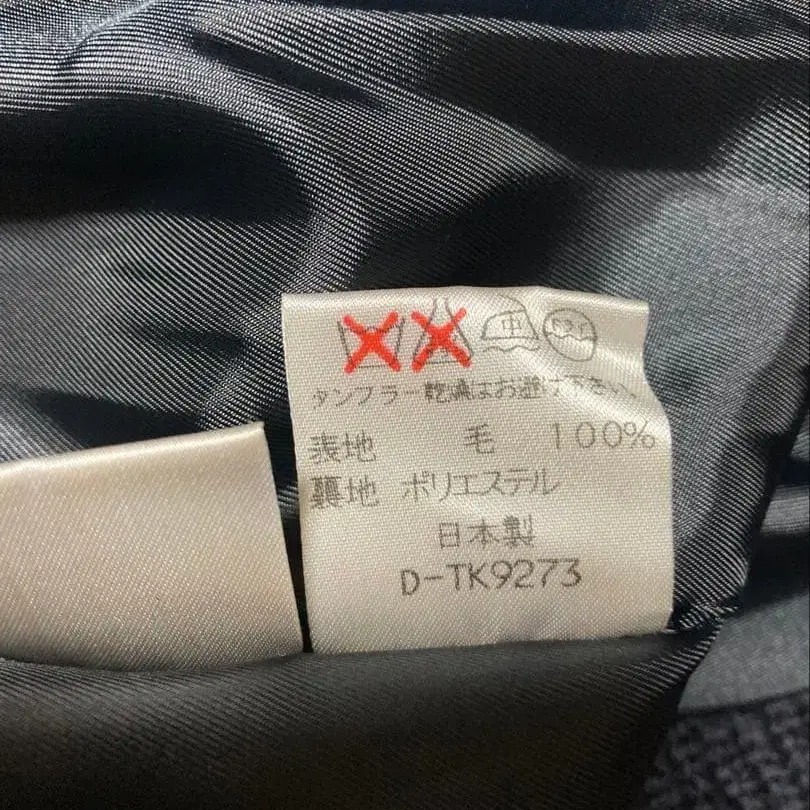 中
タンブラー乾燥はお避け下さい。
表地 毛 100%
裏地 ポリエステル
日本製
D-TK9273